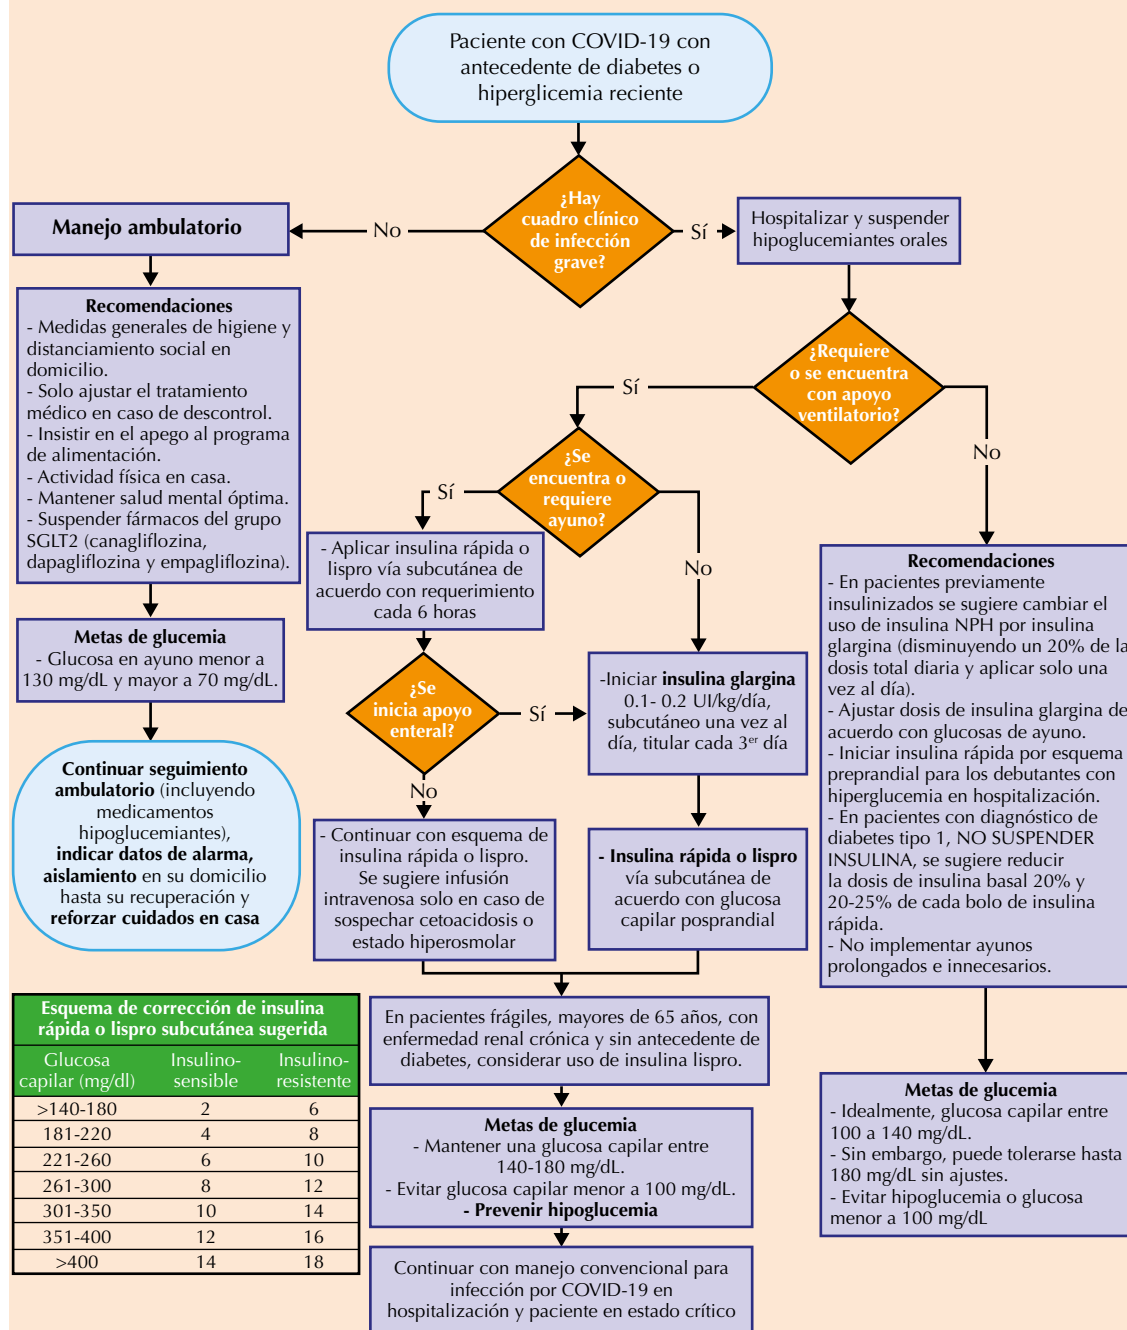 Paciente con COVID-19 con
antecedente de diabetes o
hiperglicemia reciente
¿Hay
cuadro clínico
de infección
grave?
No
Sí
Manejo ambulatorio
Recomendaciones
- Medidas generales de higiene y
distanciamiento social en
domicilio.
- Solo ajustar el tratamiento
médico en caso de descontrol.
- Insistir en el apego al programa
de alimentación.
- Actividad física en casa.
- Mantener salud mental óptima.
- Suspender fármacos del grupo
SGLT2 (canagliflozina,
dapagliflozina y empagliflozina).
Metas de glucemia
- Glucosa en ayuno menor a
130 mg/dL y mayor a 70 mg/dL.
Continuar seguimiento
ambulatorio (incluyendo
medicamentos
hipoglucemiantes),
indicar datos de alarma,
aislamiento en su domicilio
hasta su recuperación y
reforzar cuidados en casa
Hospitalizar y suspender
hipoglucemiantes orales
¿Requiere
o se encuentra
con apoyo
ventilatorio?
Sí
No
¿Se
encuentra o
requiere
ayuno?
Sí
No
- Aplicar insulina rápida o
lispro vía subcutánea de
acuerdo con requerimiento
cada 6 horas
¿Se
inicia apoyo
enteral?
Sí
No
-Iniciar insulina glargina
0.1- 0.2 UI/kg/día,
subcutáneo una vez al
día, titular cada 3er día
- Continuar con esquema de
insulina rápida o lispro.
Se sugiere infusión
intravenosa solo en caso de
sospechar cetoacidosis o
estado hiperosmolar
- Insulina rápida o lispro
vía subcutánea de
acuerdo con glucosa
capilar posprandial
En pacientes frágiles, mayores de 65 años, con
enfermedad renal crónica y sin antecedente de
diabetes, considerar uso de insulina lispro.
Metas de glucemia
- Mantener una glucosa capilar entre
140-180 mg/dL.
- Evitar glucosa capilar menor a 100 mg/dL.
- Prevenir hipoglucemia
Continuar con manejo convencional para
infección por COVID-19 en
hospitalización y paciente en estado crítico
Recomendaciones
- En pacientes previamente
insulinizados se sugiere cambiar el
uso de insulina NPH por insulina
glargina (disminuyendo un 20% de la
dosis total diaria y aplicar solo una
vez al día).
- Ajustar dosis de insulina glargina de
acuerdo con glucosas de ayuno.
- Iniciar insulina rápida por esquema
preprandial para los debutantes con
hiperglucemia en hospitalización.
- En pacientes con diagnóstico de
diabetes tipo 1, NO SUSPENDER
INSULINA, se sugiere reducir
la dosis de insulina basal 20% y
20-25% de cada bolo de insulina
rápida.
- No implementar ayunos
prolongados e innecesarios.
Metas de glucemia
- Idealmente, glucosa capilar entre
100 a 140 mg/dL.
- Sin embargo, puede tolerarse hasta
180 mg/dL sin ajustes.
- Evitar hipoglucemia o glucosa
menor a 100 mg/dL
Esquema de corrección de insulina
rápida o lispro subcutánea sugerida
Glucosa capilar (mg/dl) Insulino-sensible Insulino-resistente
>140-180 2 6
181-220 4 8
221-260 6 10
261-300 8 12
301-350 10 14
351-400 12 16
>400 14 18